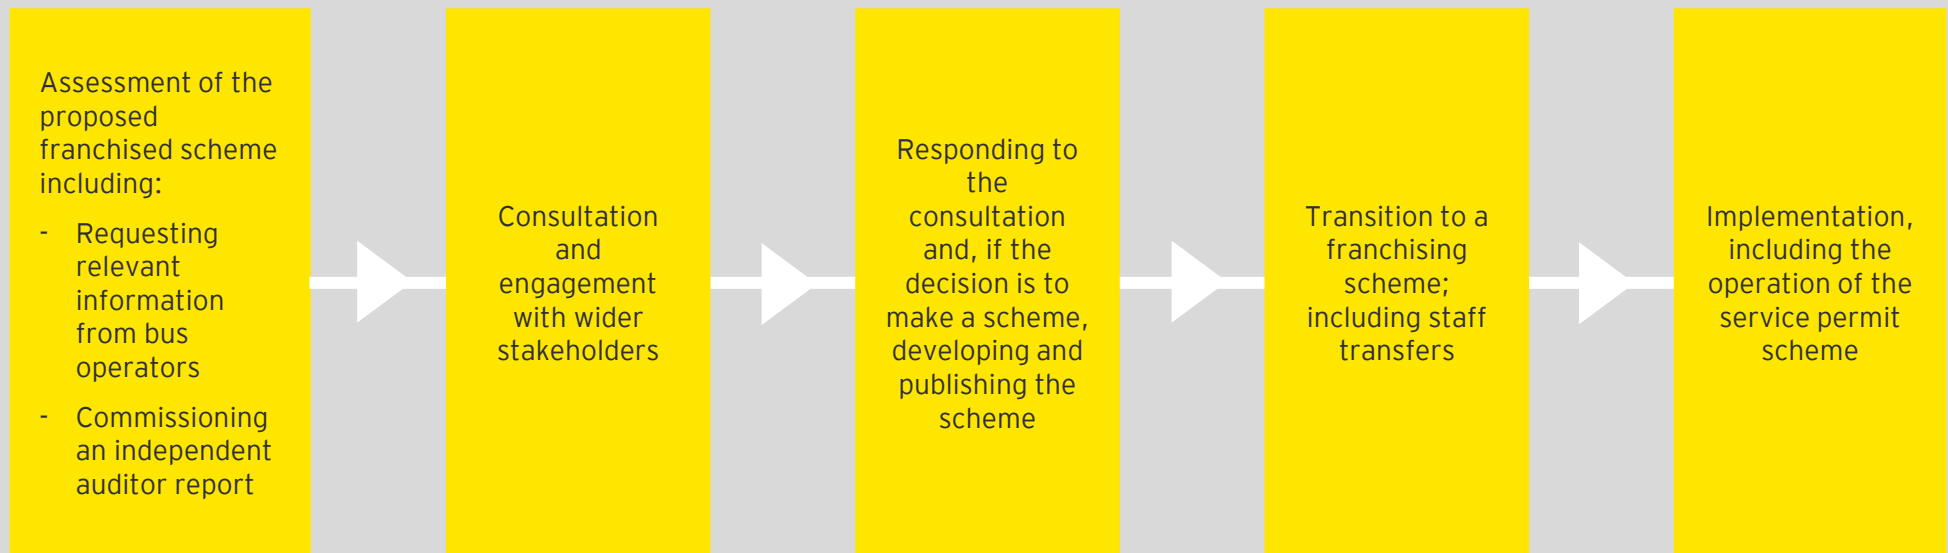 Assessment of the
proposed
franchised scheme
including:
- Requesting
relevant
information
from bus
operators
- Commissioning
an independent
auditor report
Consultation
and
engagement
with wider
stakeholders
Responding to
the
consultation
and, if the
decision is to
make a scheme,
developing and
publishing the
scheme
Transition to a
franchising
scheme;
including staff
transfers
Implementation,
including the
operation of the
service permit
scheme